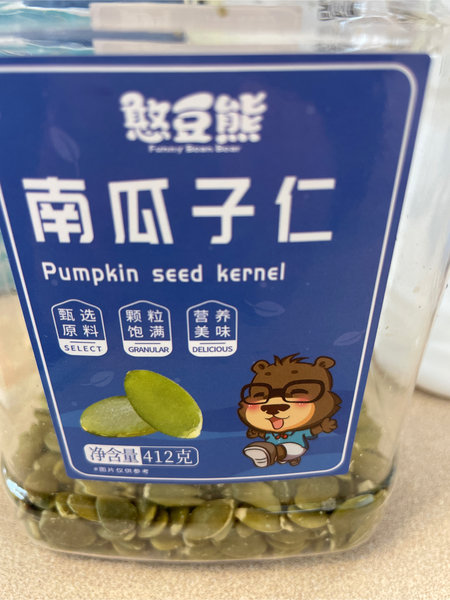 憨豆熊
Funny Bean Bear
南瓜子仁
Pumpkin seed kernel
甄选
原料
SELECT
颗粒
饱满
GRANULAR
营养
美味
DELICIOUS
净含量412克
#图片仅供参考